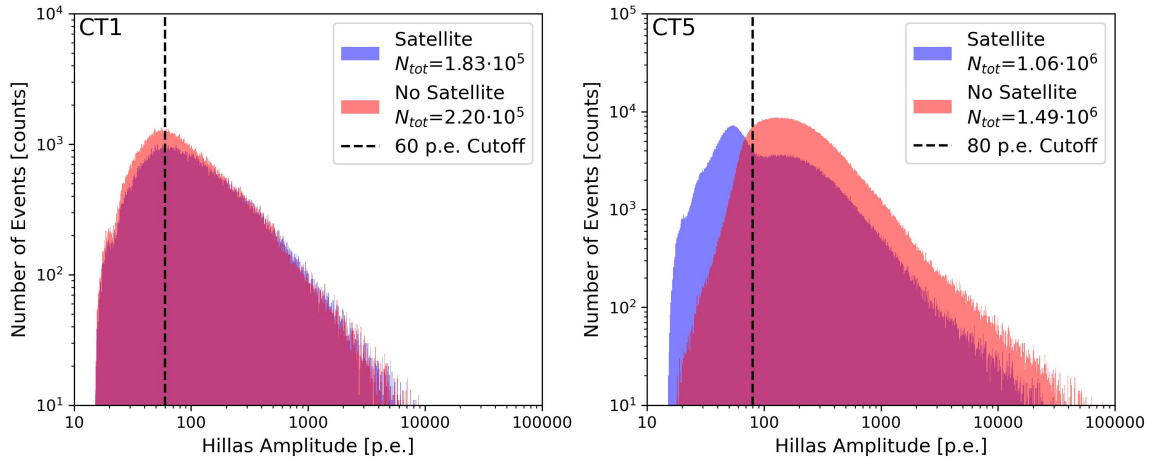 CT1
Satellite
N_tot=1.83·10^5
No Satellite
N_tot=2.20·10^5
60 p.e. Cutoff
Number of Events [counts]
10^4
10^3
10^2
10^1
10 100 1000 10000 100000
Hillas Amplitude [p.e.]
CT5
Satellite
N_tot=1.06·10^6
No Satellite
N_tot=1.49·10^6
80 p.e. Cutoff
Number of Events [counts]
10^5
10^4
10^3
10^2
10^1
10 100 1000 10000 100000
Hillas Amplitude [p.e.]